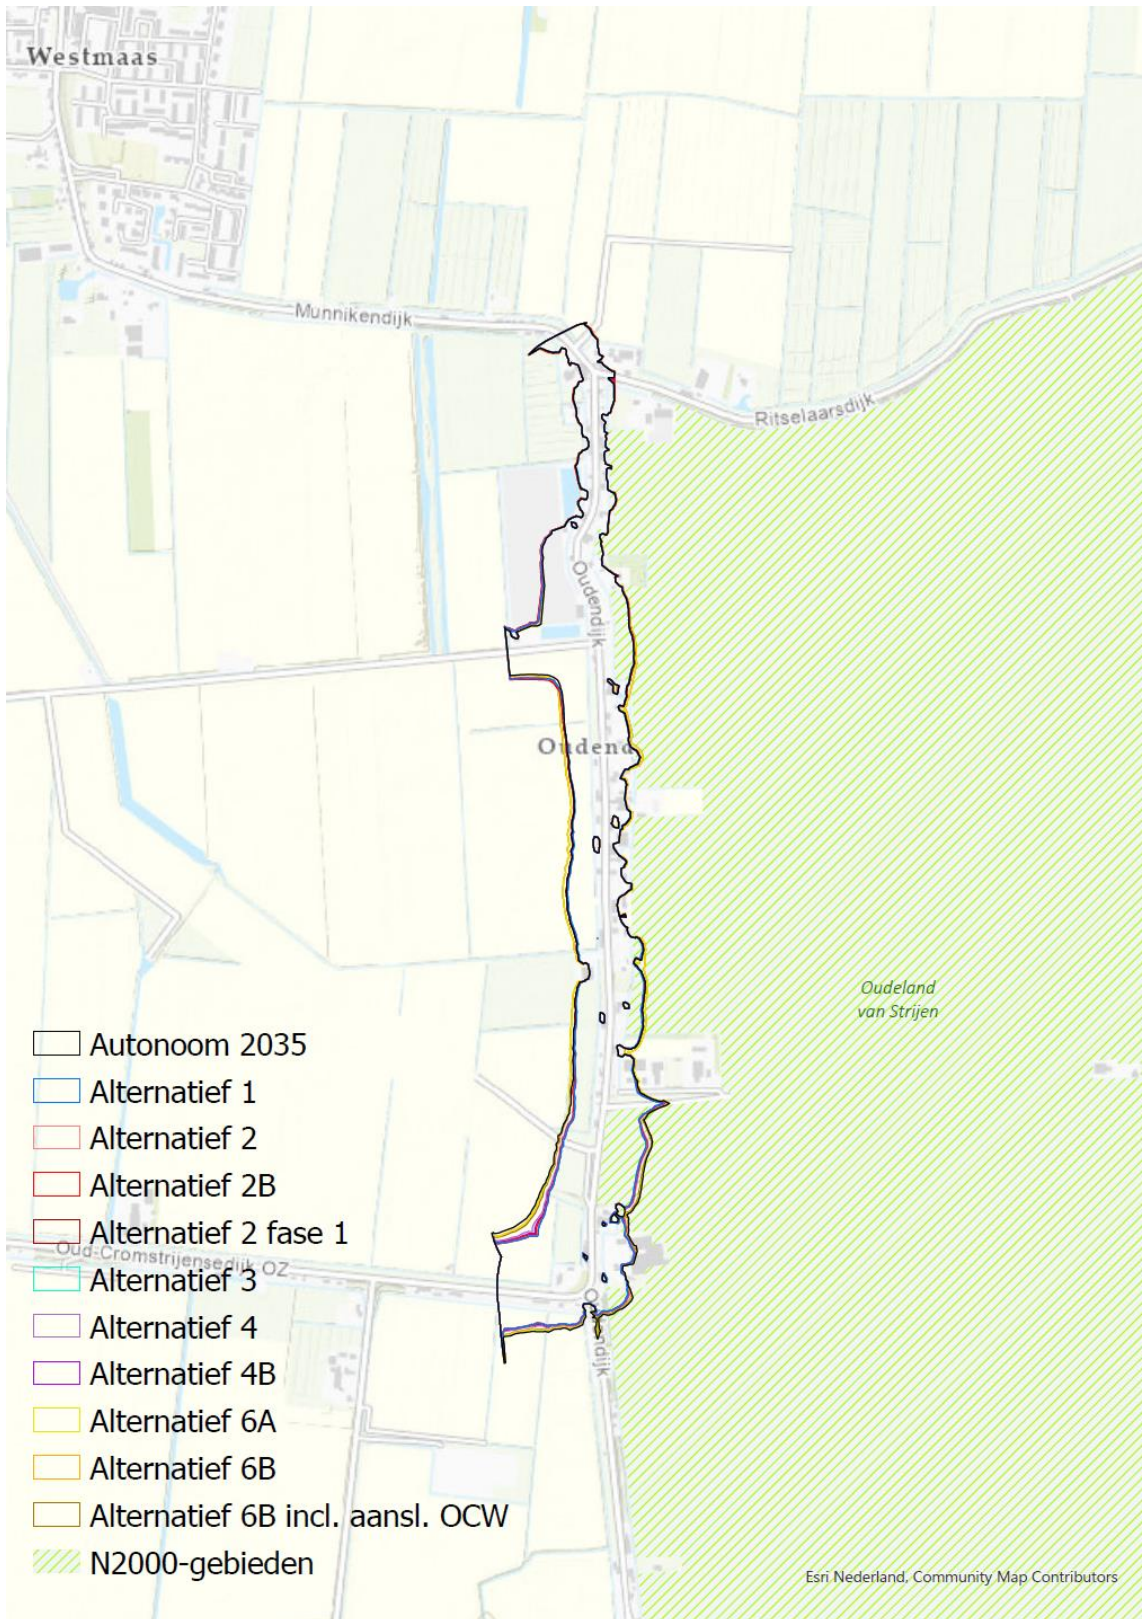 Westmaas
Munnikendijk
Ritselaarsdijk
Oudendijk
Oudend
Oudeland
van Strijen
Autonoom 2035
Alternatief 1
Alternatief 2
Alternatief 2B
Alternatief 2 fase 1
Oud-Cromstrijensedijk OZ
Alternatief 3
Alternatief 4
Oudendijk
Alternatief 4B
Alternatief 6A
Alternatief 6B
Alternatief 6B incl. aansl. OCW
N2000-gebieden
Esri Nederland, Community Map Contributors